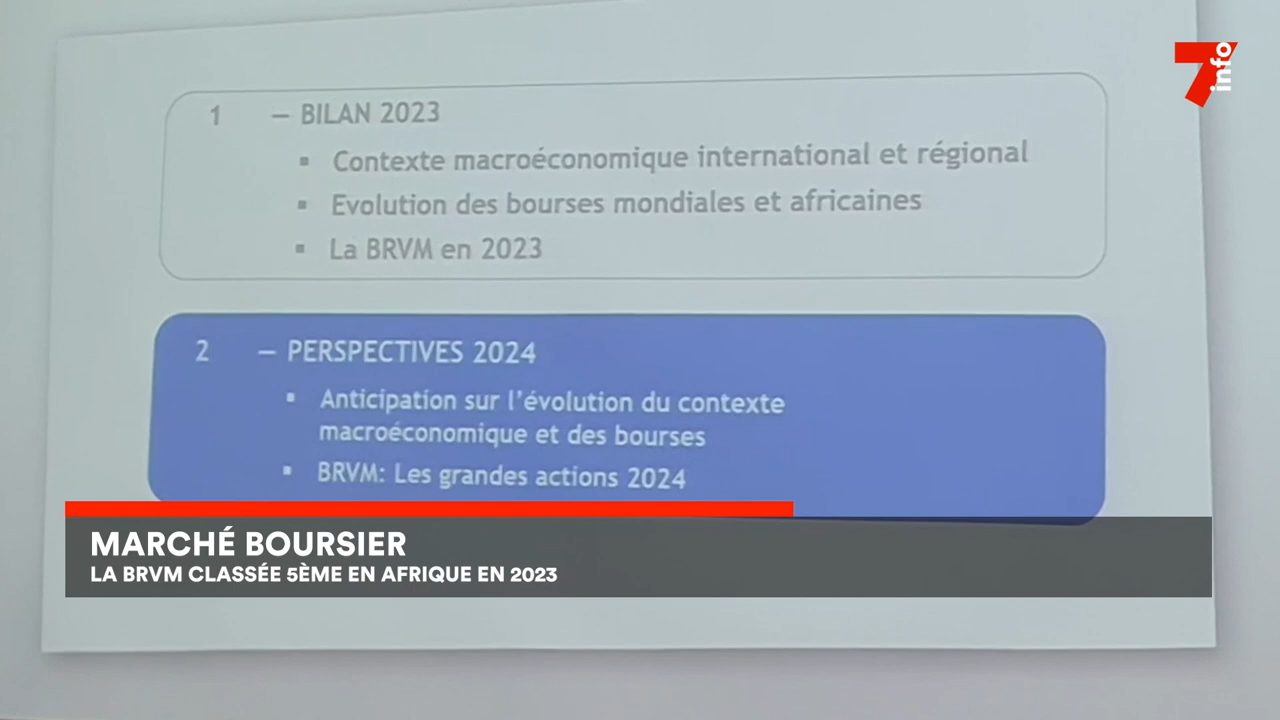 7 info
1 — BILAN 2023
▪ Contexte macroéconomique international et régional
▪ Evolution des bourses mondiales et africaines
▪ La BRVM en 2023
2 — PERSPECTIVES 2024
▪ Anticipation sur l'évolution du contexte
macroéconomique et des bourses
▪ BRVM: Les grandes actions 2024
MARCHÉ BOURSIER
LA BRVM CLASSÉE 5ÈME EN AFRIQUE EN 2023